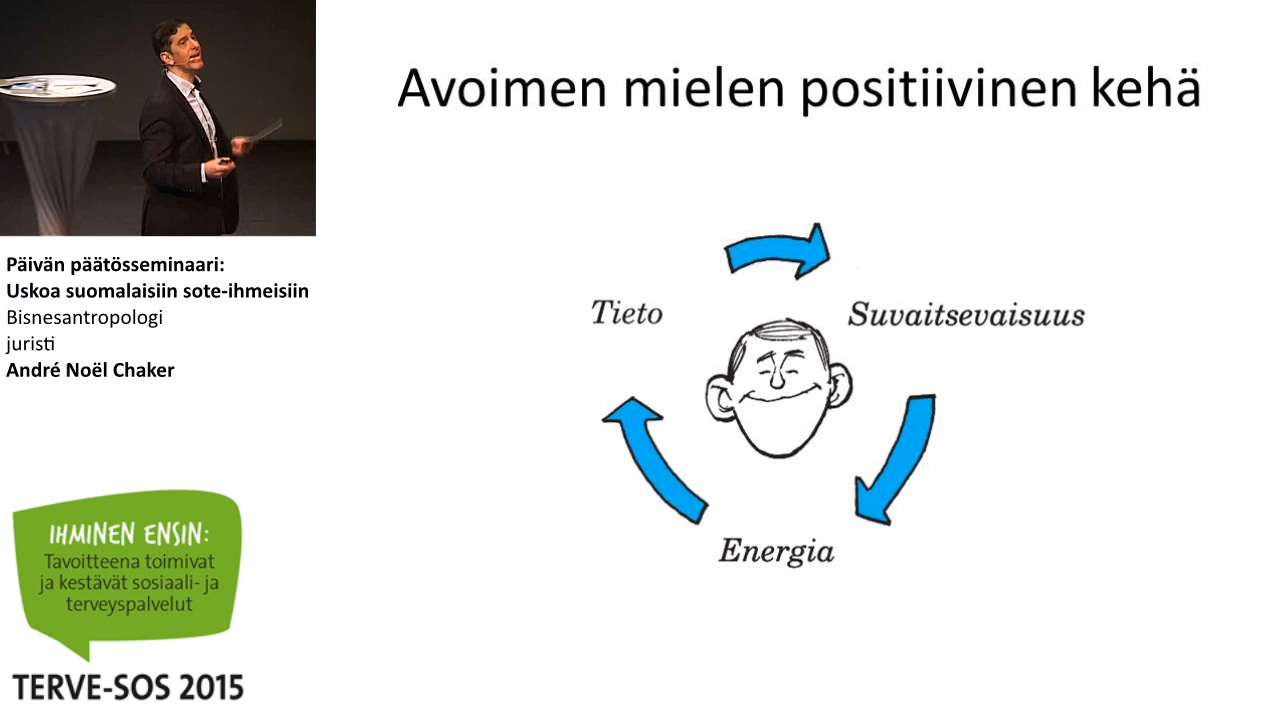 Avoimen mielen positiivinen kehä
Tieto
Suvaitsevaisuus
Energia
Päivän päätösseminaari:
Uskoa suomalaisiin sote-ihmeisiin
Bisnesantropologi
juristi
André Noël Chaker
IHMINEN ENSIN:
Tavoitteena toimivat
ja kestävät sosiaali- ja
terveyspalvelut
TERVE-SOS 2015